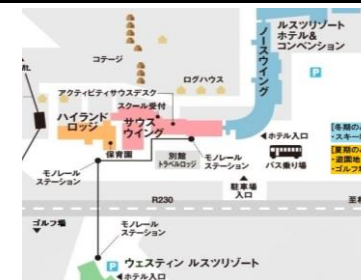 ルスツリゾート
ホテル&
コンベンション
ノースウイング
P
コテージ
ログハウス
アクティビティサウスデスク
スクール受付
ハイランド
ロッジ
サウス
ウイング
保育園
別館
トラベルロッジ
モノレール
ステーション
モノレール
ステーション
◀ホテル入口
バス乗り場
駐車場
入口
【冬期の
・スキー
【夏期の
・遊園地
・ゴルフ
R230
至札
ゴルフ場
モノレール
ステーション
P
ウェスティン ルスツリゾート
◀ホテル入口